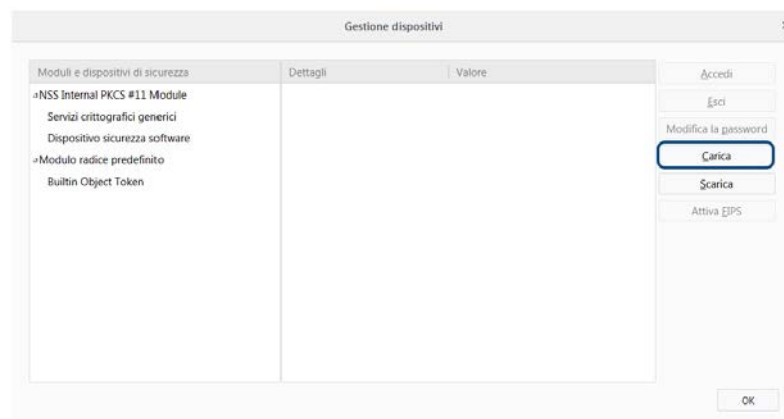 Gestione dispositivi
Moduli e dispositivi di sicurezza Dettagli Valore
NSS Internal PKCS #11 Module
Servizi crittografici generici
Dispositivo sicurezza software
Modulo radice predefinito
Builtin Object Token
Accedi
Esci
Modifica la password
Carica
Scarica
Attiva FIPS
OK